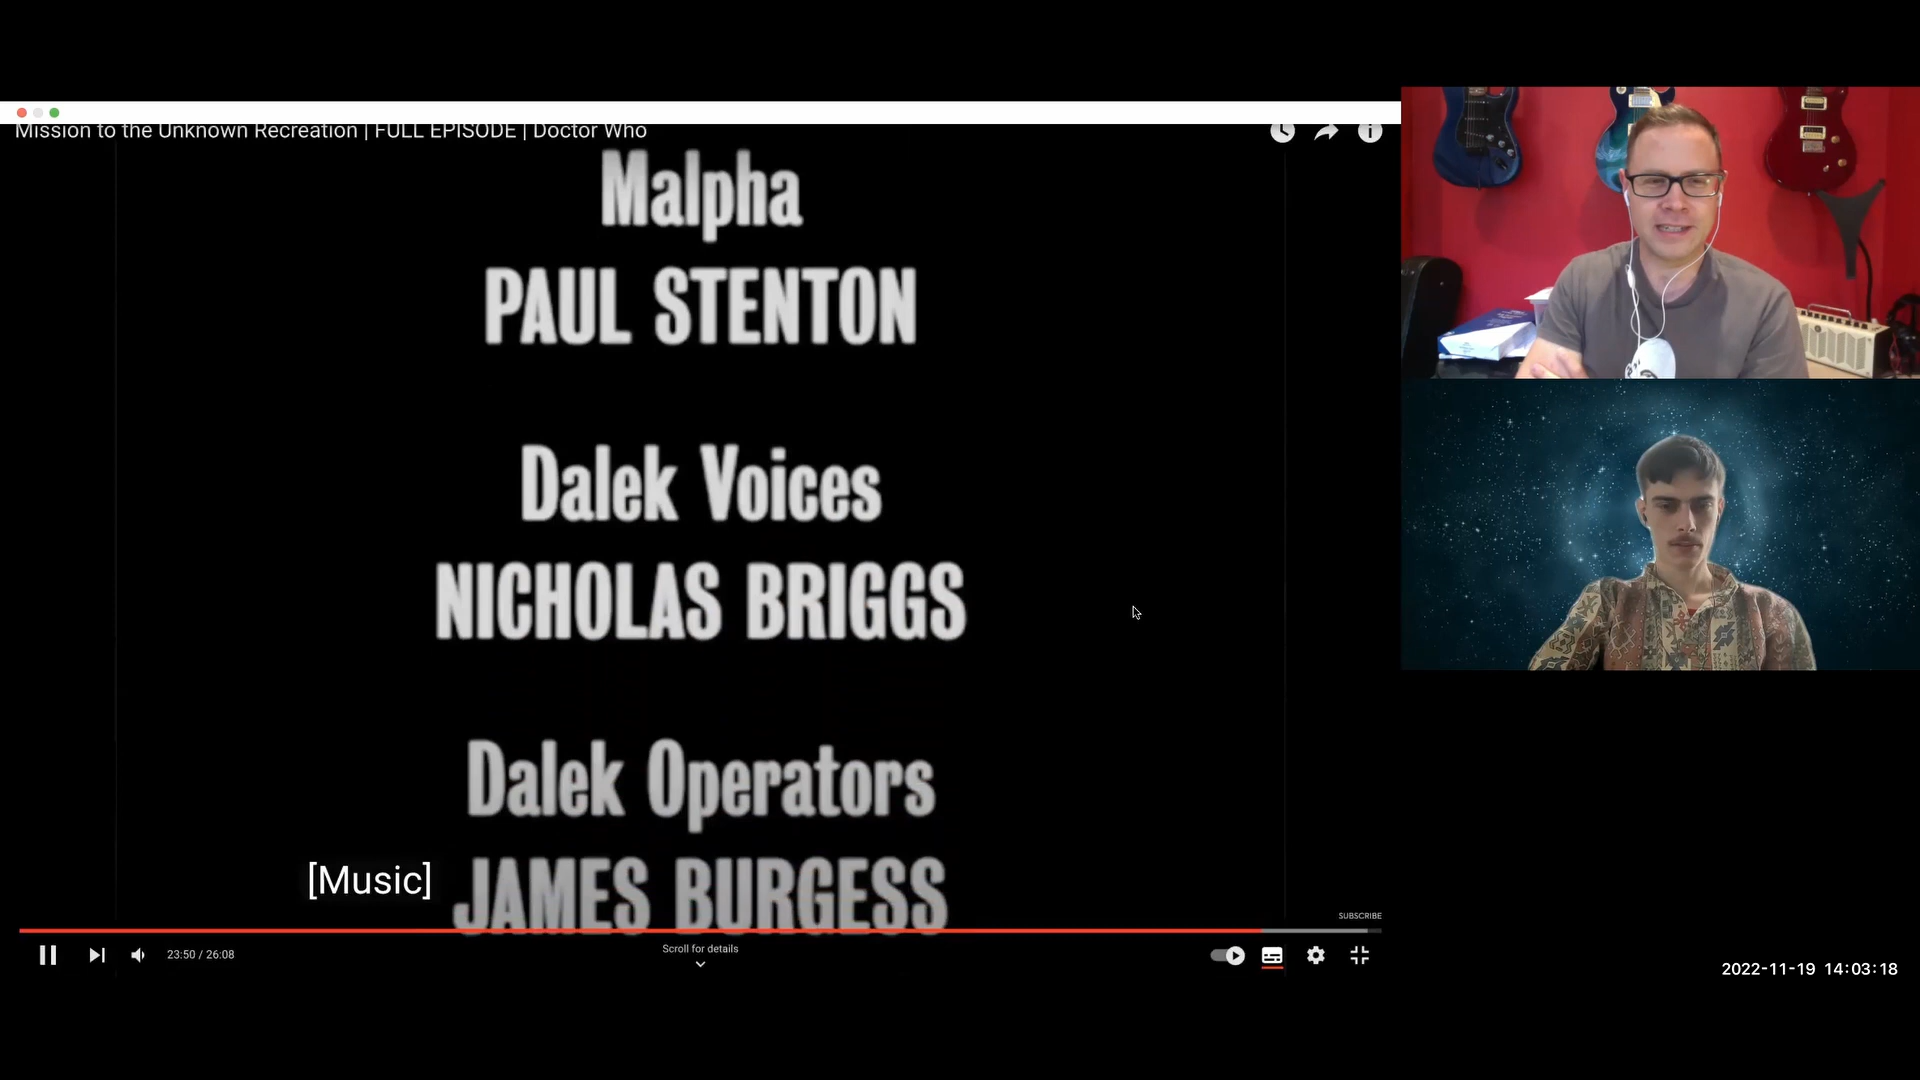 Mission to the Unknown Recreation | FULL EPISODE | Doctor Who
Malpha
PAUL STENTON
Dalek Voices
NICHOLAS BRIGGS
Dalek Operators
JAMES BURGESS
[Music]
SUBSCRIBE
23:50 / 26:08
Scroll for details
2022-11-19 14:03:18